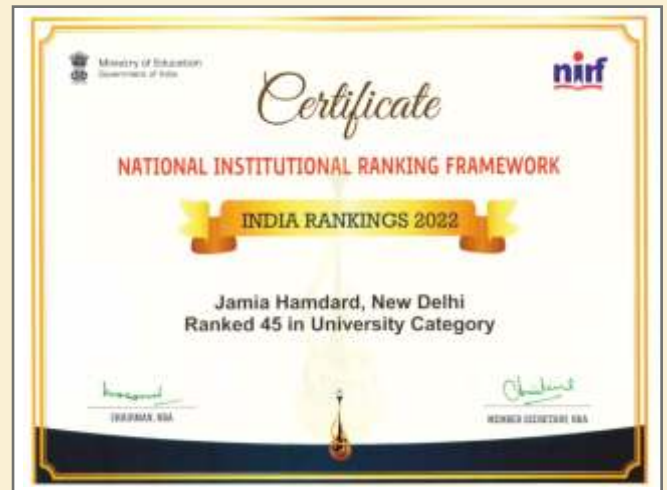 Ministry of Education
Government of India
nirf
Certificate
NATIONAL INSTITUTIONAL RANKING FRAMEWORK
INDIA RANKINGS 2022
Jamia Hamdard, New Delhi
Ranked 45 in University Category
CHAIRMAN, NBA
MEMBER SECRETARY, NBA